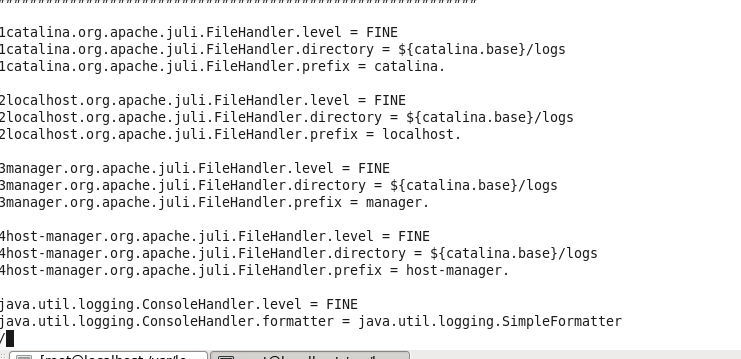 1catalina.org.apache.juli.FileHandler.level = FINE
1catalina.org.apache.juli.FileHandler.directory = ${catalina.base}/logs
1catalina.org.apache.juli.FileHandler.prefix = catalina.

2localhost.org.apache.juli.FileHandler.level = FINE
2localhost.org.apache.juli.FileHandler.directory = ${catalina.base}/logs
2localhost.org.apache.juli.FileHandler.prefix = localhost.

3manager.org.apache.juli.FileHandler.level = FINE
3manager.org.apache.juli.FileHandler.directory = ${catalina.base}/logs
3manager.org.apache.juli.FileHandler.prefix = manager.

4host-manager.org.apache.juli.FileHandler.level = FINE
4host-manager.org.apache.juli.FileHandler.directory = ${catalina.base}/logs
4host-manager.org.apache.juli.FileHandler.prefix = host-manager.

java.util.logging.ConsoleHandler.level = FINE
java.util.logging.ConsoleHandler.formatter = java.util.logging.SimpleFormatter
/